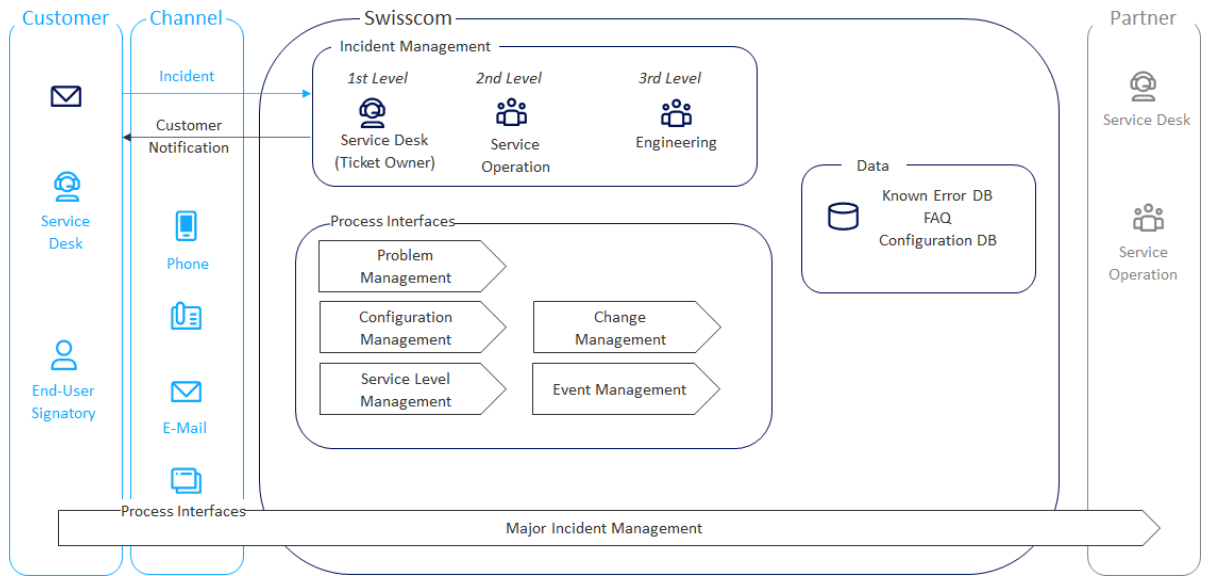 Customer
Channel
Swisscom
Partner
Incident Management
Incident
1st Level
2nd Level
3rd Level
Customer
Notification
Service Desk
(Ticket Owner)
Service
Operation
Engineering
Service Desk
Data
Known Error DB
FAQ
Configuration DB
Service
Desk
Phone
Process Interfaces
Problem
Management
Configuration
Management
Change
Management
Service Level
Management
Event Management
Service
Operation
End-User
Signatory
E-Mail
Process Interfaces
Major Incident Management